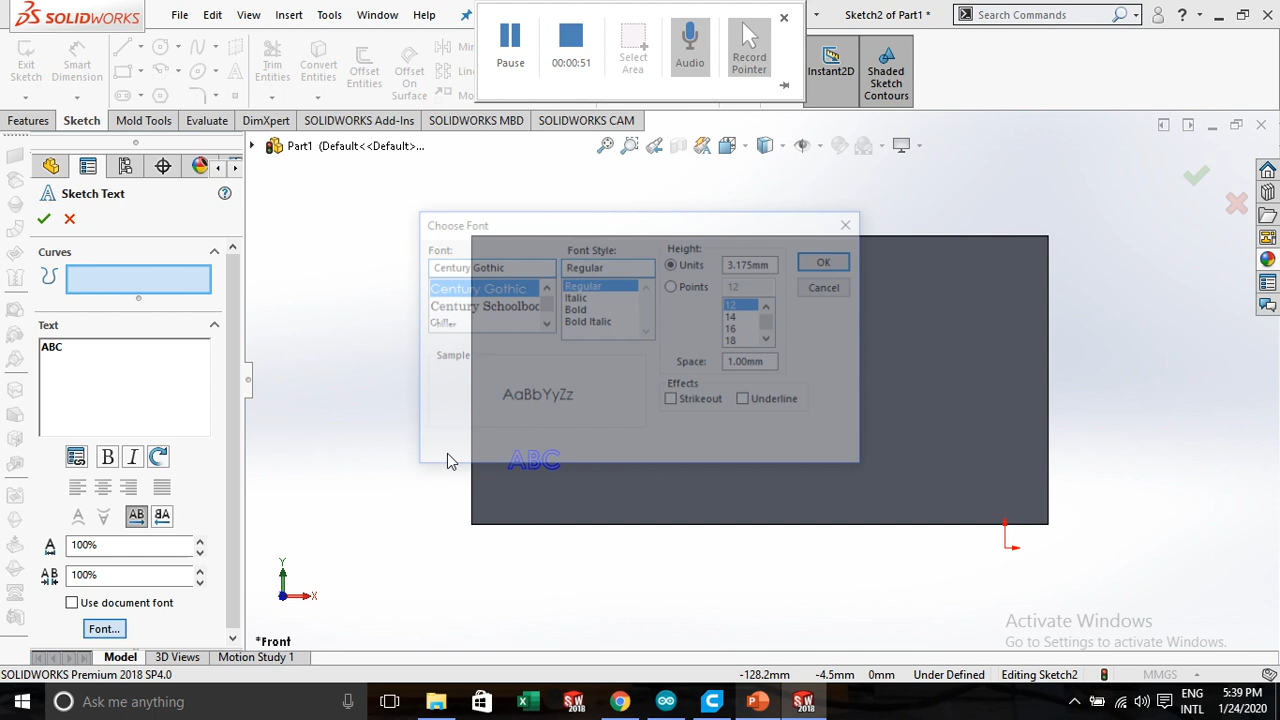 SOLIDWORKS File Edit View Insert Tools Window Help Sketch2 of Part1 * Search Commands ?
Exit Sketch
Smart Dimension
Trim Entities
Convert Entities
Offset Entities
Offset On Surface
Pause
00:00:51
Select Area
Audio
Record Pointer
Instant2D
Shaded Sketch Contours
Features Sketch Mold Tools Evaluate DimXpert SOLIDWORKS Add-Ins SOLIDWORKS MBD SOLIDWORKS CAM
Part1 (Default<<Default>...
Sketch Text
Curves
Text
ABC
B I
AB
100%
AB 100%
Use document font
Font...
Choose Font
Font:
Century Gothic
Century Gothic
Century Schoolboo
Chiller
Font Style:
Regular
Regular
Italic
Bold
Bold Italic
Height:
Units 3.175mm
Points 12
12
14
16
18
Space: 1.00mm
OK
Cancel
Sample
AaBbYyZz
Effects
Strikeout Underline
ABC
Y
X
*Front
Activate Windows
Go to Settings to activate Windows.
Model 3D Views Motion Study 1
SOLIDWORKS Premium 2018 SP4.0 -128.2mm -4.5mm 0mm Under Defined Editing Sketch2 MMGS
Ask me anything
ENG
INTL
5:39 PM
1/24/2020